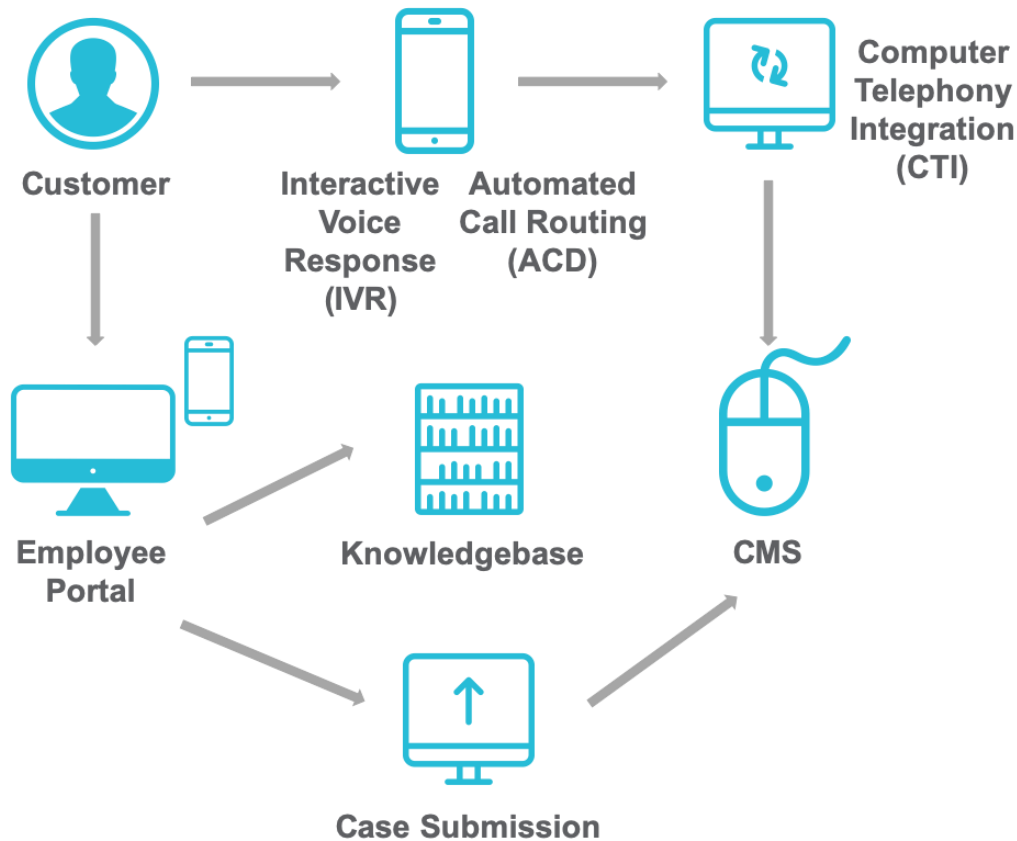 Computer
Telephony
Integration
(CTI)
Customer
Interactive
Voice
Response
(IVR)
Automated
Call Routing
(ACD)
Employee
Portal
Knowledgebase
CMS
Case Submission